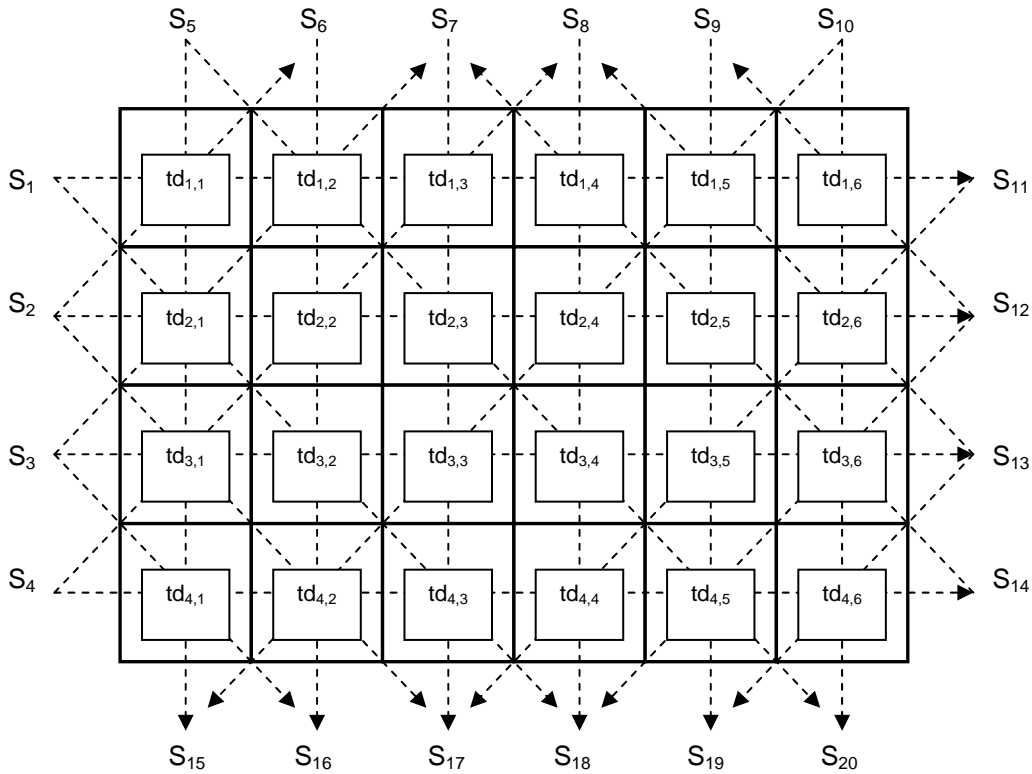 S5 S6 S7 S8 S9 S10
S1 td1,1 td1,2 td1,3 td1,4 td1,5 td1,6 S11
S2 td2,1 td2,2 td2,3 td2,4 td2,5 td2,6 S12
S3 td3,1 td3,2 td3,3 td3,4 td3,5 td3,6 S13
S4 td4,1 td4,2 td4,3 td4,4 td4,5 td4,6 S14
S15 S16 S17 S18 S19 S20